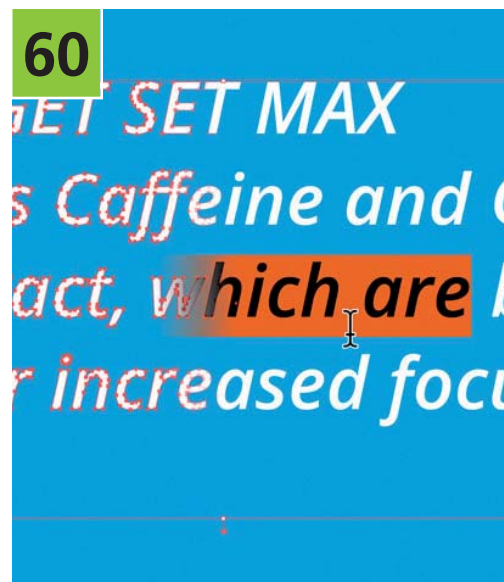 60
GET SET MAX
s Caffeine and
act, which are
r increased focu